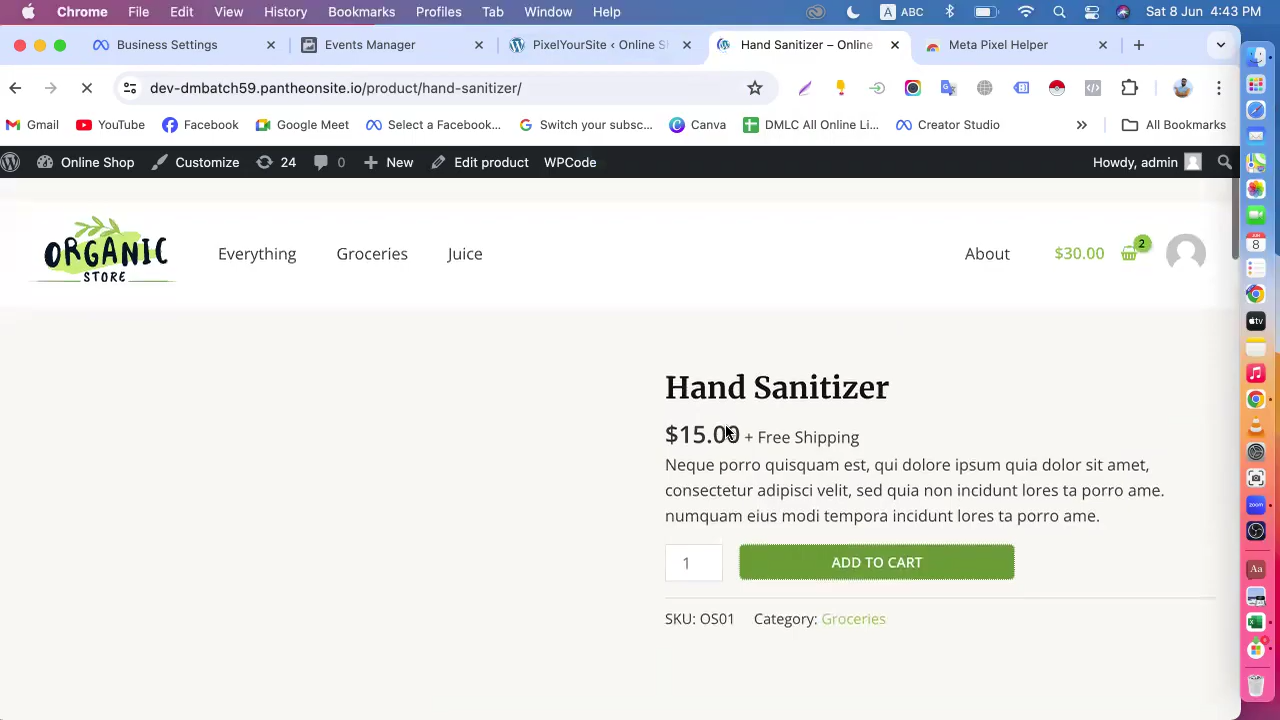 Chrome File Edit View History Bookmarks Profiles Tab Window Help A ABC Sat 8 Jun 4:43 PM
Business Settings Events Manager PixelYourSite ‹ Online S Hand Sanitizer – Online Meta Pixel Helper
dev-dmbatch59.pantheonsite.io/product/hand-sanitizer/
Gmail YouTube Facebook Google Meet Select a Facebook... Switch your subsc... Canva DMLC All Online Li... Creator Studio All Bookmarks
Online Shop Customize 24 0 New Edit product WPCode Howdy, admin
ORGANIC
STORE
Everything Groceries Juice About $30.00 2
Hand Sanitizer
$15.00 + Free Shipping
Neque porro quisquam est, qui dolore ipsum quia dolor sit amet,
consectetur adipisci velit, sed quia non incidunt lores ta porro ame.
numquam eius modi tempora incidunt lores ta porro ame.
1 ADD TO CART
SKU: OS01 Category: Groceries